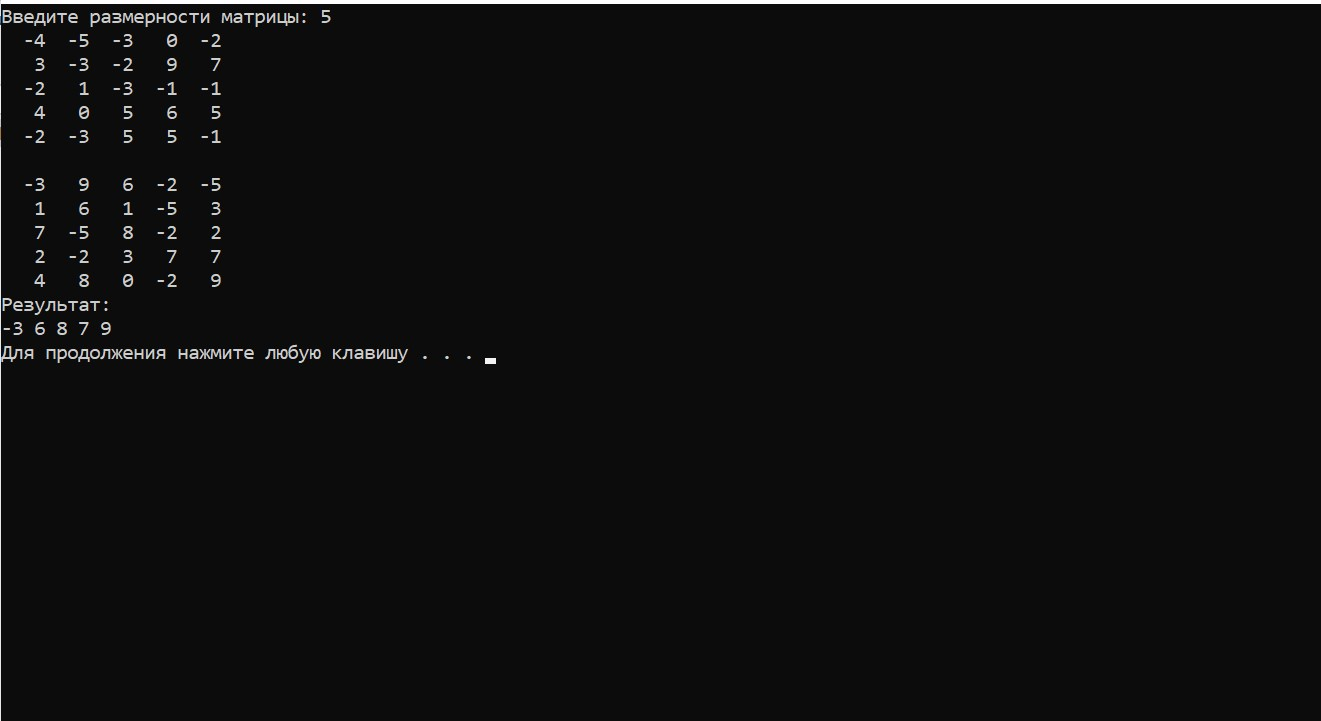 Введите размерности матрицы: 5
-4 -5 -3 0 -2
3 -3 -2 9 7
-2 1 -3 -1 -1
4 0 5 6 5
-2 -3 5 5 -1
-3 9 6 -2 -5
1 6 1 -5 3
7 -5 8 -2 2
2 -2 3 7 7
4 8 0 -2 9
Результат:
-3 6 8 7 9
Для продолжения нажмите любую клавишу . . .